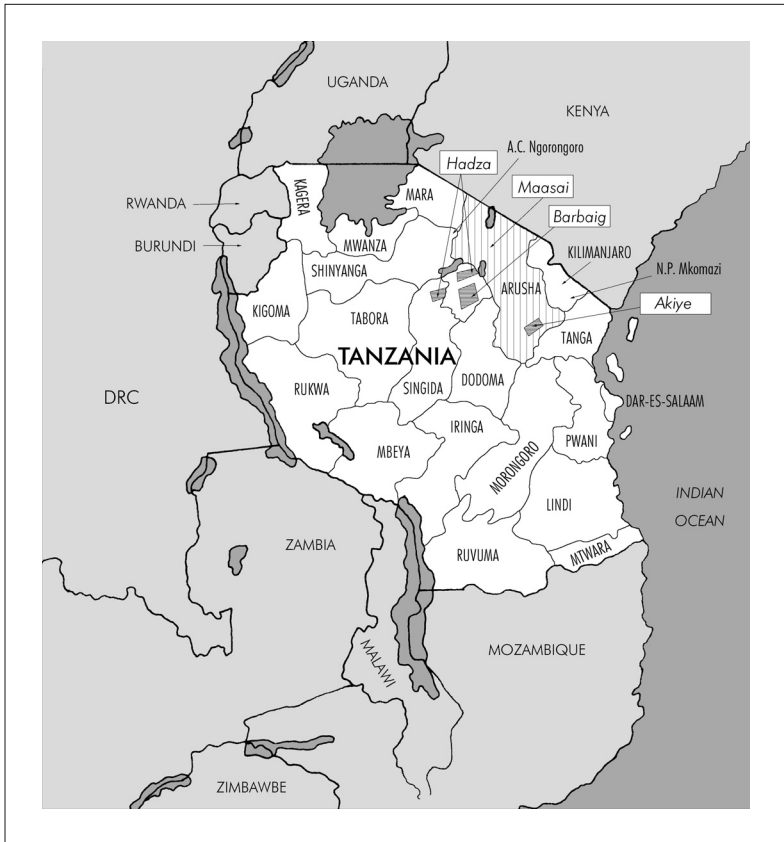 UGANDA
KENYA
A.C. Ngorongoro
Hadza
Maasai
KAGERA
MARA
RWANDA
Barbaig
BURUNDI
MWANZA
KILIMANJARO
SHINYANGA
N.P. Mkomazi
ARUSHA
KIGOMA
Akiye
TABORA
TANGA
TANZANIA
RUKWA
SINGIDA
DODOMA
DRC
DAR-ES-SALAAM
IRINGA
MBEYA
PWANI
MORONGORO
INDIAN
OCEAN
LINDI
ZAMBIA
RUVUMA
MTWARA
MALAWI
MOZAMBIQUE
ZIMBAWBE